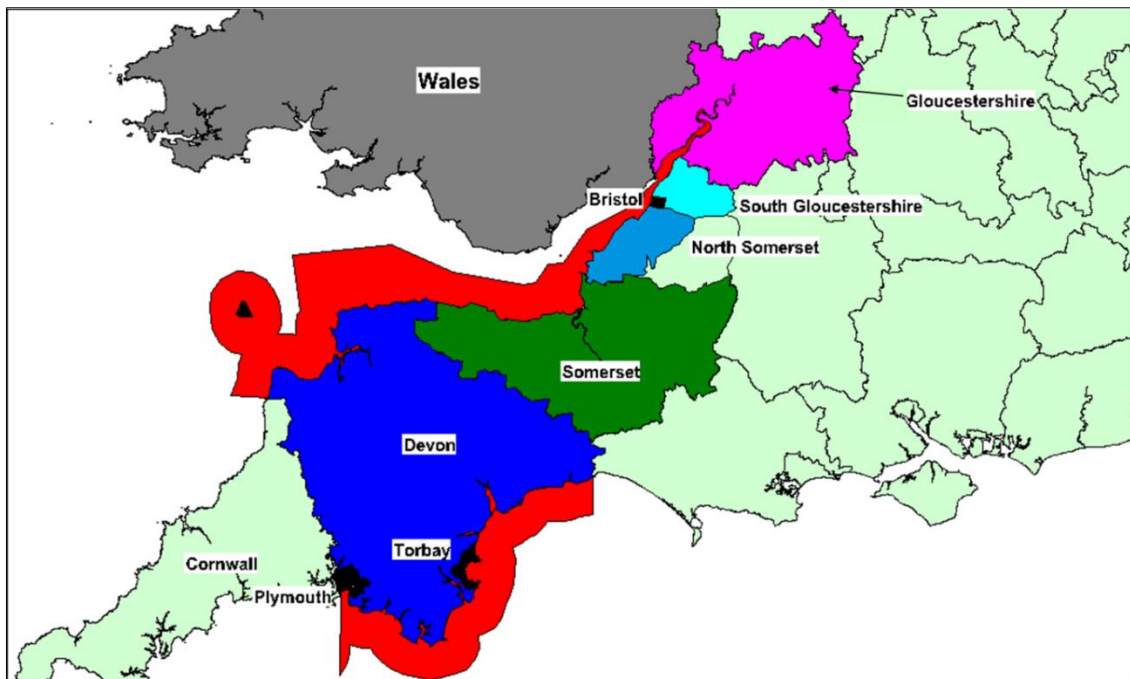 Wales
Gloucestershire
Bristol
South Gloucestershire
North Somerset
Somerset
Devon
Torbay
Cornwall
Plymouth